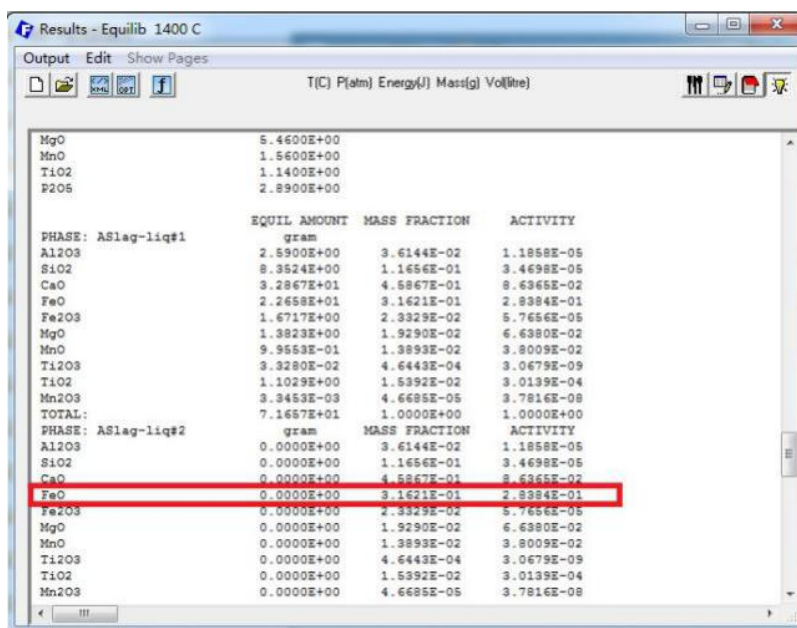 Results - Equilib 1400 C
Output Edit Show Pages
T(C) P(atm) Energy(J) Mass(g) Vol(litre)
MgO 5.4600E+00
MnO 1.5600E+00
TiO2 1.1400E+00
P2O5 2.8900E+00
EQUIL AMOUNT MASS FRACTION ACTIVITY
PHASE: ASlag-liq#1 gram
Al2O3 2.5900E+00 3.6144E-02 1.1858E-05
SiO2 8.3524E+00 1.1656E-01 3.4698E-05
CaO 3.2867E+01 4.5867E-01 8.6365E-02
FeO 2.2658E+01 3.1621E-01 2.8384E-01
Fe2O3 1.6717E+00 2.3329E-02 5.7656E-05
MgO 1.3823E+00 1.9290E-02 6.6380E-02
MnO 9.9553E-01 1.3893E-02 3.8009E-02
Ti2O3 3.3280E-02 4.6443E-04 3.0679E-09
TiO2 1.1029E+00 1.5392E-02 3.0139E-04
Mn2O3 3.3453E-03 4.6685E-05 3.7816E-08
TOTAL: 7.1657E+01 1.0000E+00 1.0000E+00
PHASE: ASlag-liq#2 gram MASS FRACTION ACTIVITY
Al2O3 0.0000E+00 3.6144E-02 1.1858E-05
SiO2 0.0000E+00 1.1656E-01 3.4698E-05
CaO 0.0000E+00 4.5867E-01 8.6365E-02
FeO 0.0000E+00 3.1621E-01 2.8384E-01
Fe2O3 0.0000E+00 2.3329E-02 5.7656E-05
MgO 0.0000E+00 1.9290E-02 6.6380E-02
MnO 0.0000E+00 1.3893E-02 3.8009E-02
Ti2O3 0.0000E+00 4.6443E-04 3.0679E-09
TiO2 0.0000E+00 1.5392E-02 3.0139E-04
Mn2O3 0.0000E+00 4.6685E-05 3.7816E-08